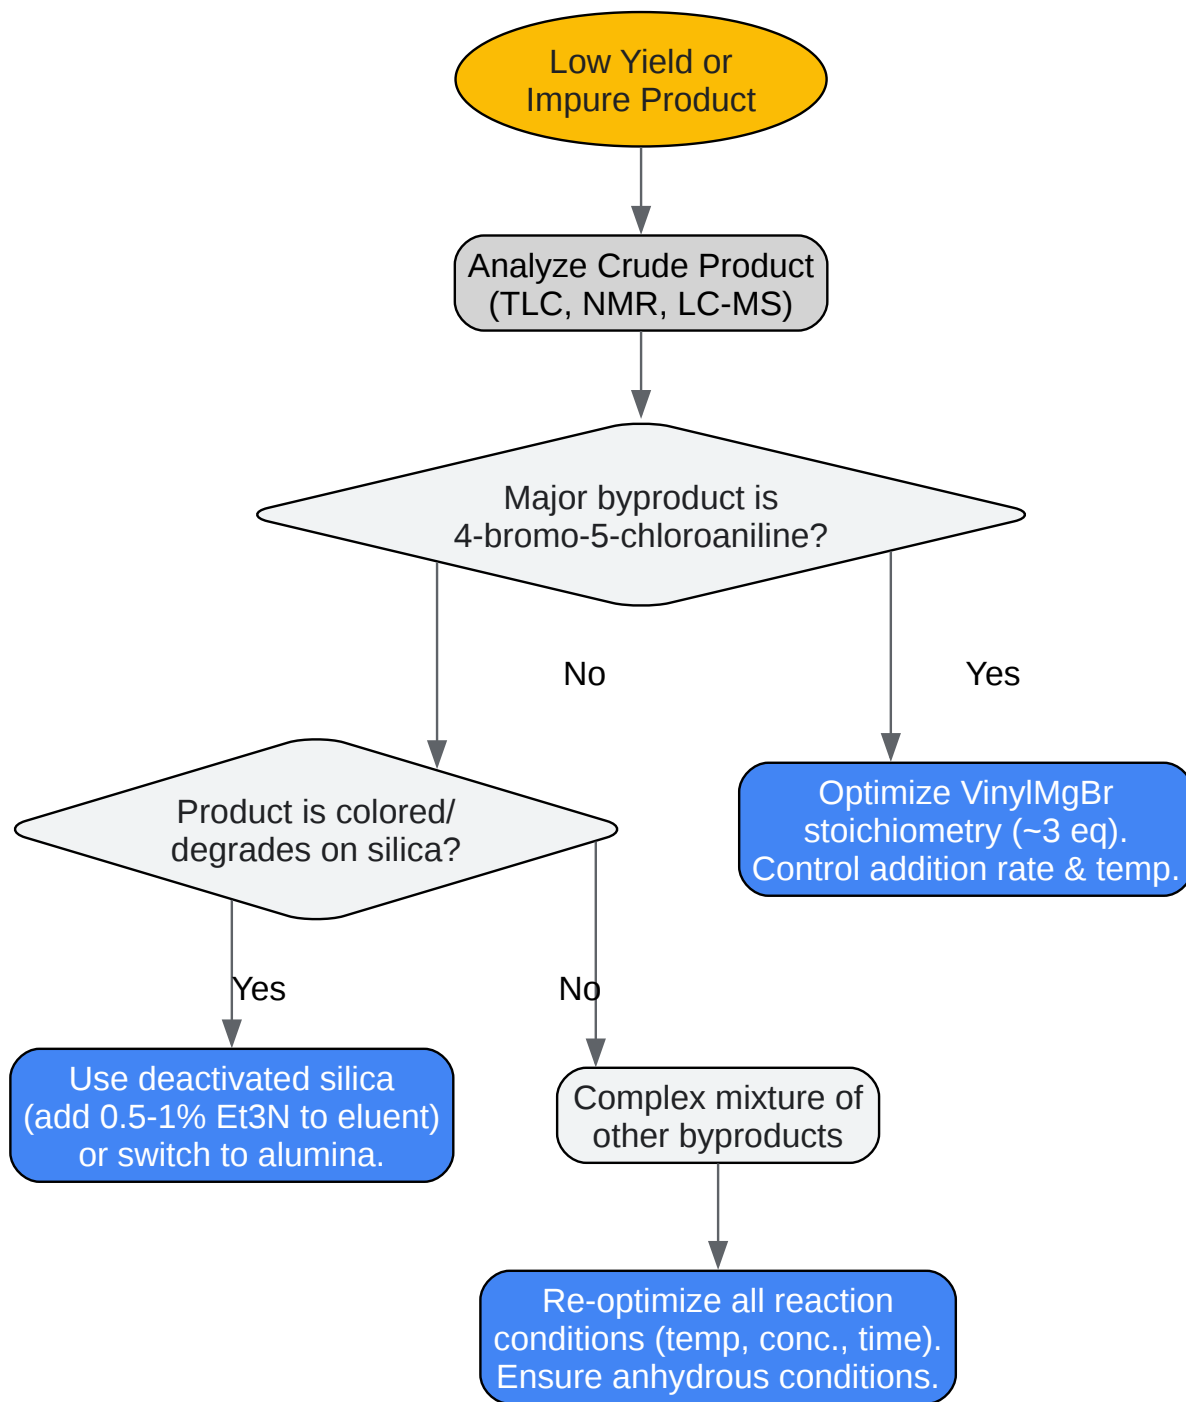 Low Yield or
Impure Product
Analyze Crude Product
(TLC, NMR, LC-MS)
Major byproduct is
4-bromo-5-chloroaniline?
No
Yes
Product is colored/
degrades on silica?
Optimize VinylMgBr
stoichiometry (~3 eq).
Control addition rate & temp.
Yes
No
Use deactivated silica
(add 0.5-1% Et3N to eluent)
or switch to alumina.
Complex mixture of
other byproducts
Re-optimize all reaction
conditions (temp, conc., time).
Ensure anhydrous conditions.